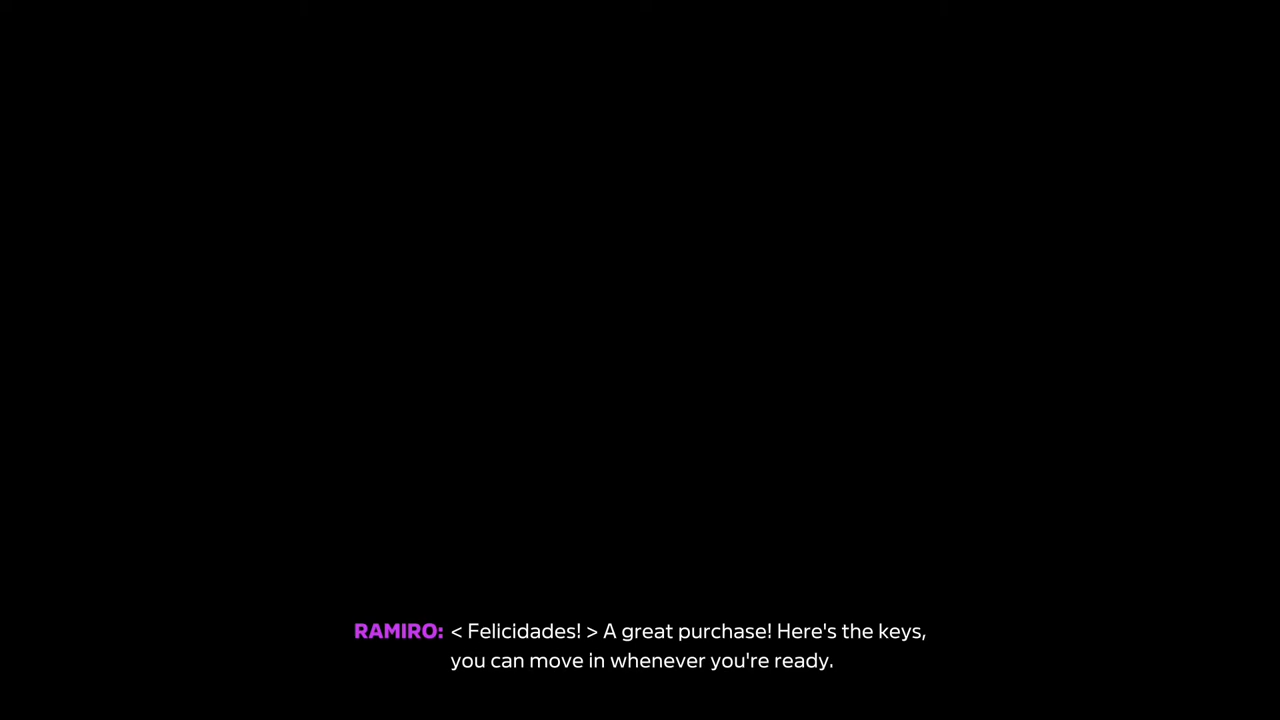 RAMIRO: < Felicidades! > A great purchase! Here's the keys,
you can move in whenever you're ready.